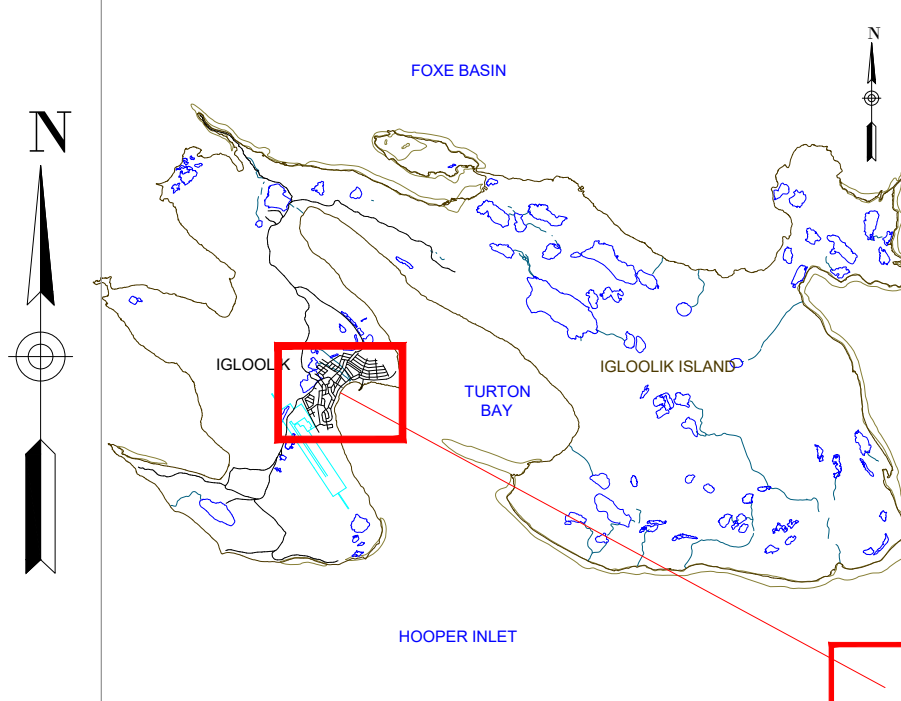 N
FOXE BASIN
N
IGLOOLIK
IGLOOLIK ISLAND
TURTON
BAY
HOOPER INLET